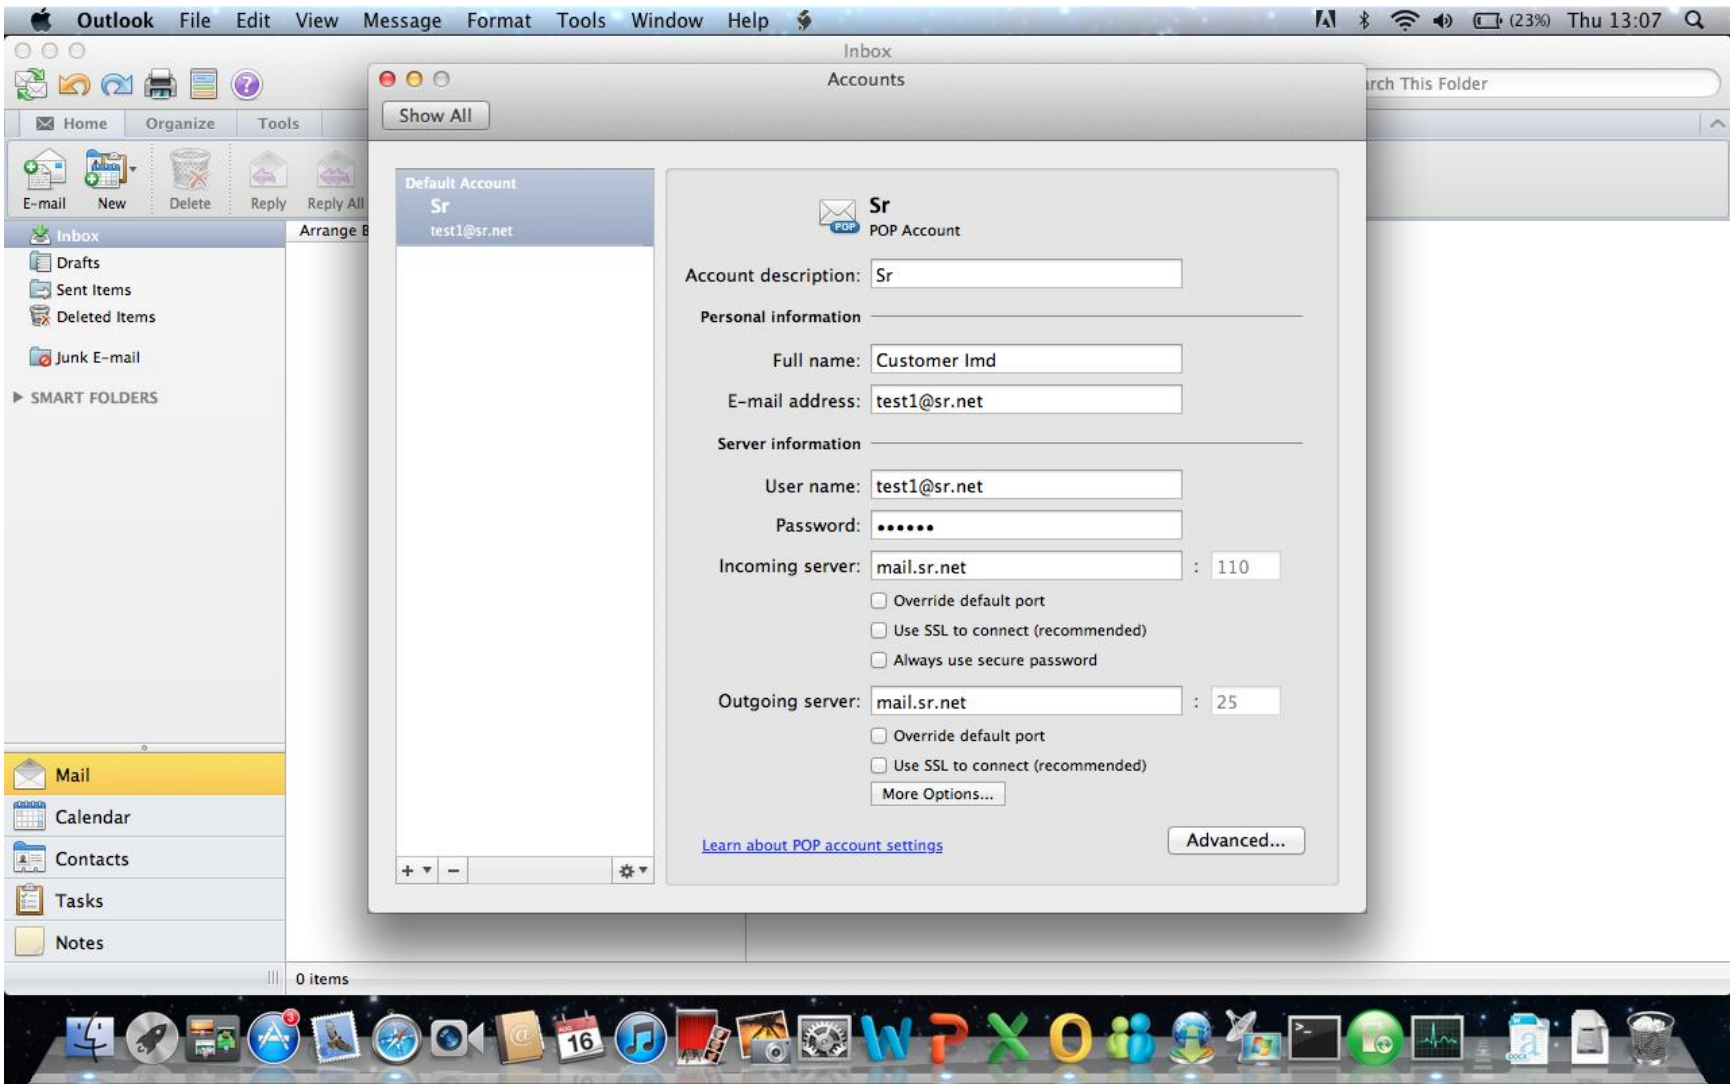 Outlook File Edit View Message Format Tools Window Help (23%) Thu 13:07
Inbox
Accounts
rch This Folder
Show All
Home Organize Tools
E-mail New Delete Reply Reply All
Inbox
Drafts
Sent Items
Deleted Items
Junk E-mail
SMART FOLDERS
Arrange B
Default Account
Sr
test1@sr.net
Sr
POP
POP Account
Account description: Sr
Personal information
Full name: Customer Imd
E-mail address: test1@sr.net
Server information
User name: test1@sr.net
Password: ••••••
Incoming server: mail.sr.net : 110
Override default port
Use SSL to connect (recommended)
Always use secure password
Outgoing server: mail.sr.net : 25
Override default port
Use SSL to connect (recommended)
More Options...
Learn about POP account settings Advanced...
Mail
Calendar
Contacts
Tasks
Notes
0 items
3
AUG
16
DOCX